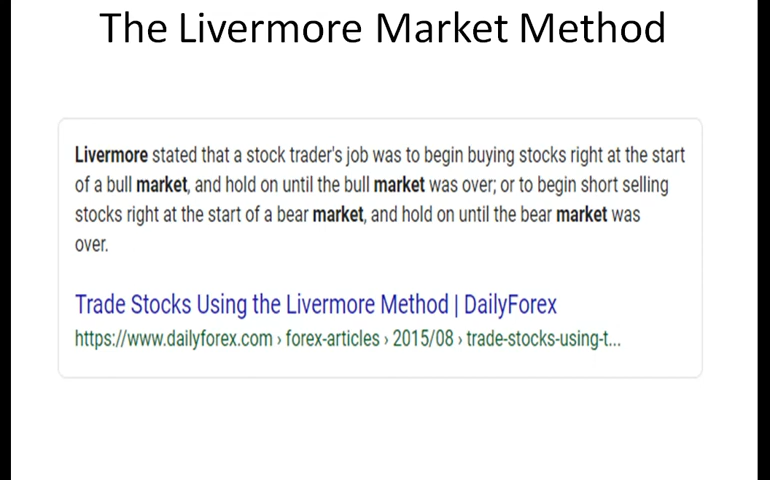 The Livermore Market Method
Livermore stated that a stock trader's job was to begin buying stocks right at the start
of a bull market, and hold on until the bull market was over; or to begin short selling
stocks right at the start of a bear market, and hold on until the bear market was
over.
Trade Stocks Using the Livermore Method | DailyForex
https://www.dailyforex.com › forex-articles › 2015/08 › trade-stocks-using-t...